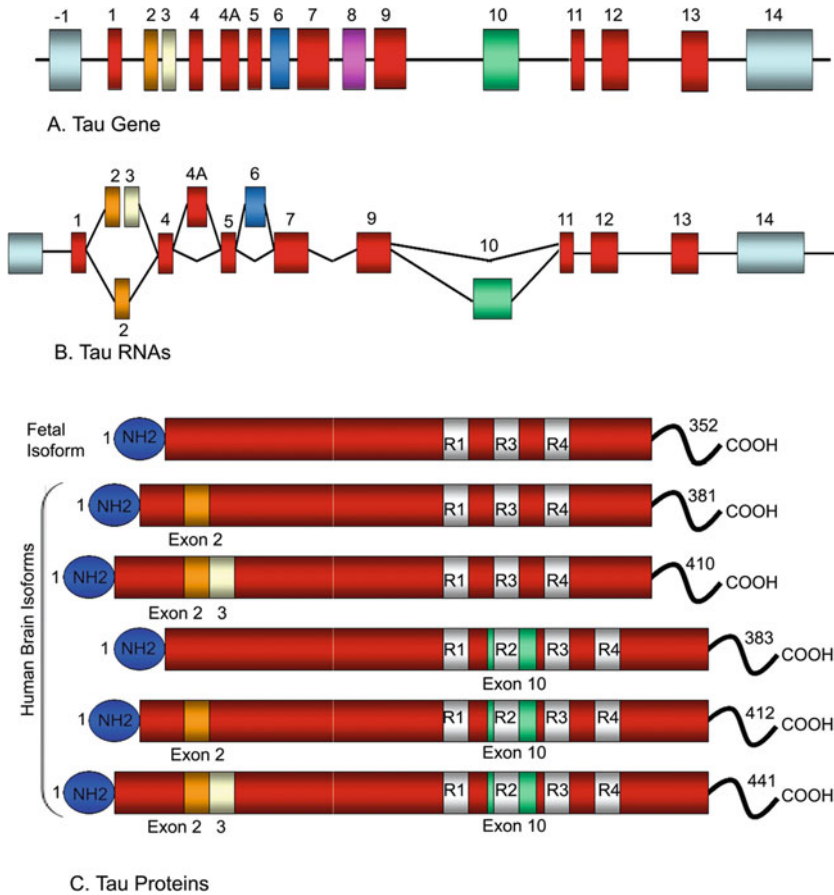 -1 1 2 3 4 4A 5 6 7 8 9 10 11 12 13 14
A. Tau Gene
2 3 4A 6
1 4 5 7 9 10 11 12 13 14
2
B. Tau RNAs
Fetal
Isoform
1 NH2 R1 R3 R4 352 COOH
Human Brain Isoforms
1 NH2 R1 R3 R4 381 COOH
Exon 2
1 NH2 R1 R3 R4 410 COOH
Exon 2 3
1 NH2 R1 R2 R3 R4 383 COOH
Exon 10
1 NH2 R1 R2 R3 R4 412 COOH
Exon 2 Exon 10
1 NH2 R1 R2 R3 R4 441 COOH
Exon 2 3 Exon 10
C. Tau Proteins